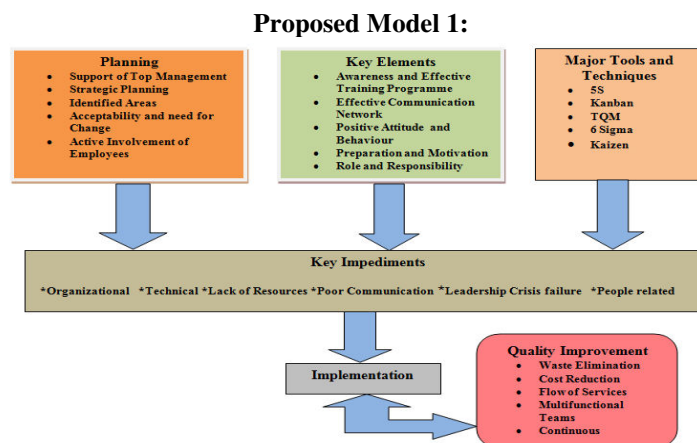 Proposed Model 1:
Planning
• Support of Top Management
• Strategic Planning
• Identified Areas
• Acceptability and need for
Change
• Active Involvement of
Employees
Key Elements
• Awareness and Effective
Training Programme
• Effective Communication
Network
• Positive Attitude and
Behaviour
• Preparation and Motivation
• Role and Responsibility
Major Tools and
Techniques
• 5S
• Kanban
• TQM
• 6 Sigma
• Kaizen
Key Impediments
*Organizational *Technical *Lack of Resources *Poor Communication *Leadership Crisis failure *People related
Implementation
Quality Improvement
• Waste Elimination
• Cost Reduction
• Flow of Services
• Multifunctional
Teams
• Continuous